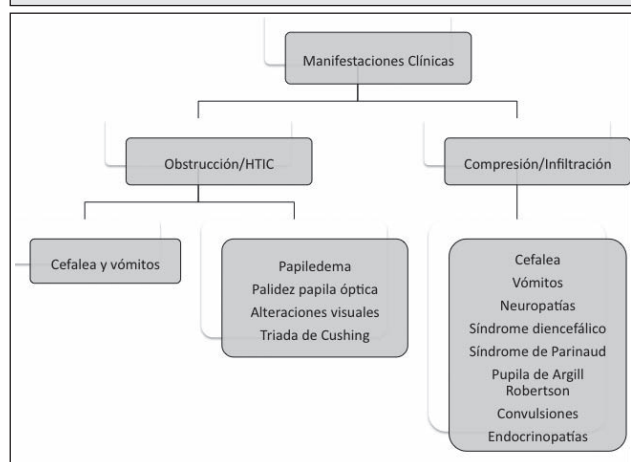 Manifestaciones Clínicas
Obstrucción/HTIC
Compresión/Infiltración
Cefalea y vómitos
Papiledema
Palidez papila óptica
Alteraciones visuales
Triada de Cushing
Cefalea
Vómitos
Neuropatías
Síndrome diencefálico
Síndrome de Parinaud
Pupila de Argill
Robertson
Convulsiones
Endocrinopatías